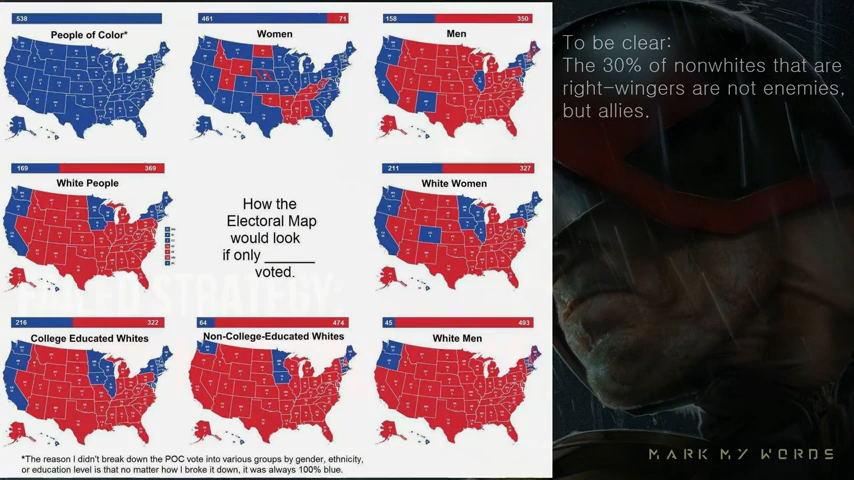 538
People of Color*
461 71
Women
158 350
Men
To be clear:
The 30% of nonwhites that are
right-wingers are not enemies,
but allies.
169 369
White People
How the
Electoral Map
would look
if only ______
voted.
211 327
White Women
FAILED STRATEGY
216 322
College Educated Whites
64 474
Non-College-Educated Whites
45 493
White Men
*The reason I didn't break down the POC vote into various groups by gender, ethnicity,
or education level is that no matter how I broke it down, it was always 100% blue.
MARK MY WORDS